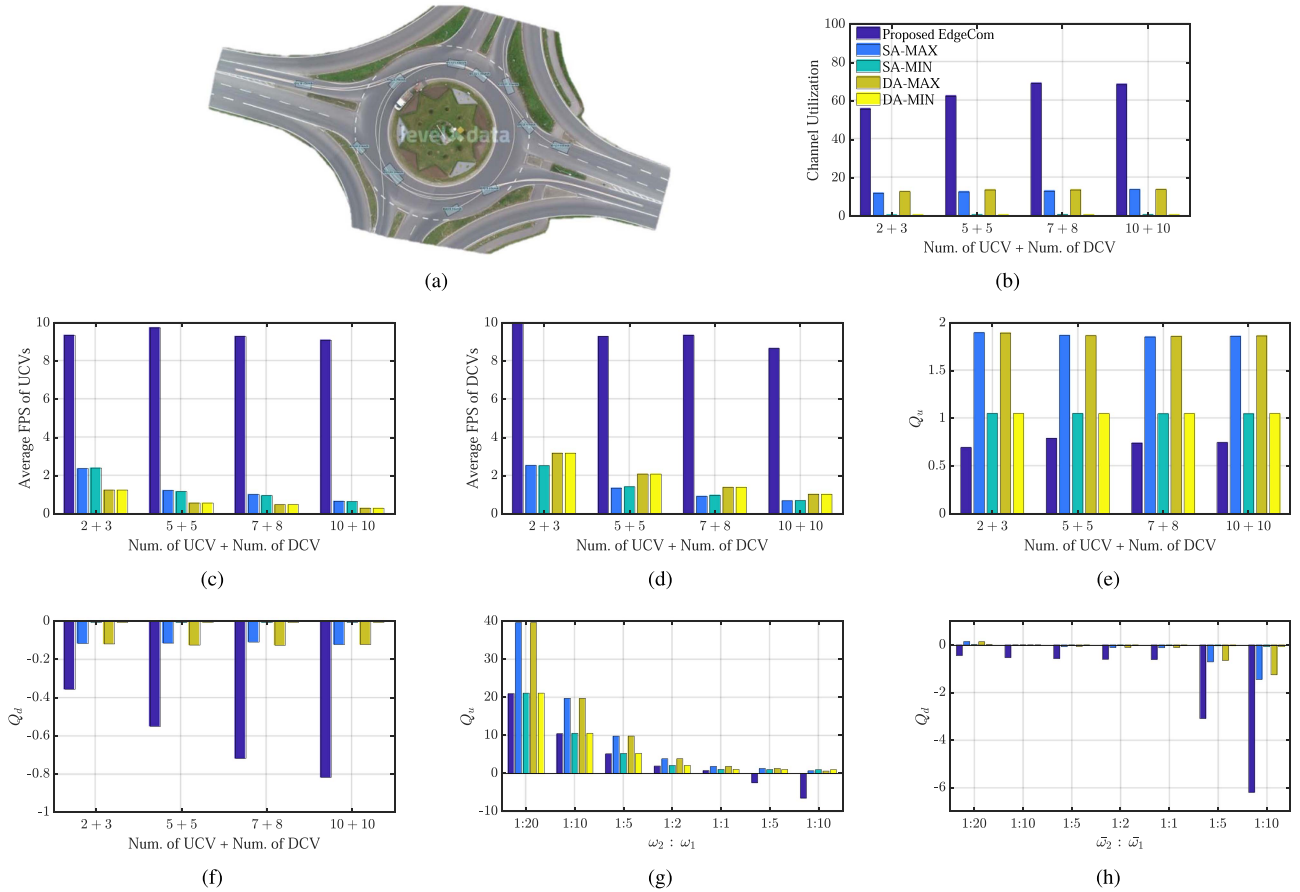 level data
(a)
100
80
60
40
20
0
Channel Utilization
Proposed EdgeCom
SA-MAX
SA-MIN
DA-MAX
DA-MIN
2 + 3
5 + 5
7 + 8
10 + 10
Num. of UCV + Num. of DCV
(b)
10
8
6
4
2
0
Average FPS of UCVs
2 + 3
5 + 5
7 + 8
10 + 10
Num. of UCV + Num. of DCV
(c)
10
8
6
4
2
0
Average FPS of DCVs
2 + 3
5 + 5
7 + 8
10 + 10
Num. of UCV + Num. of DCV
(d)
2
1.5
1
0.5
0
Q_u
2 + 3
5 + 5
7 + 8
10 + 10
Num. of UCV + Num. of DCV
(e)
0
-0.2
-0.4
-0.6
-0.8
-1
Q_d
2 + 3
5 + 5
7 + 8
10 + 10
Num. of UCV + Num. of DCV
(f)
40
30
20
10
0
-10
Q_u
1:20
1:10
1:5
1:2
1:1
1:5
1:10
ω₂ : ω₁
(g)
0
-2
-4
-6
Q_d
1:20
1:10
1:5
1:2
1:1
1:5
1:10
ω̄₂ : ω̄₁
(h)